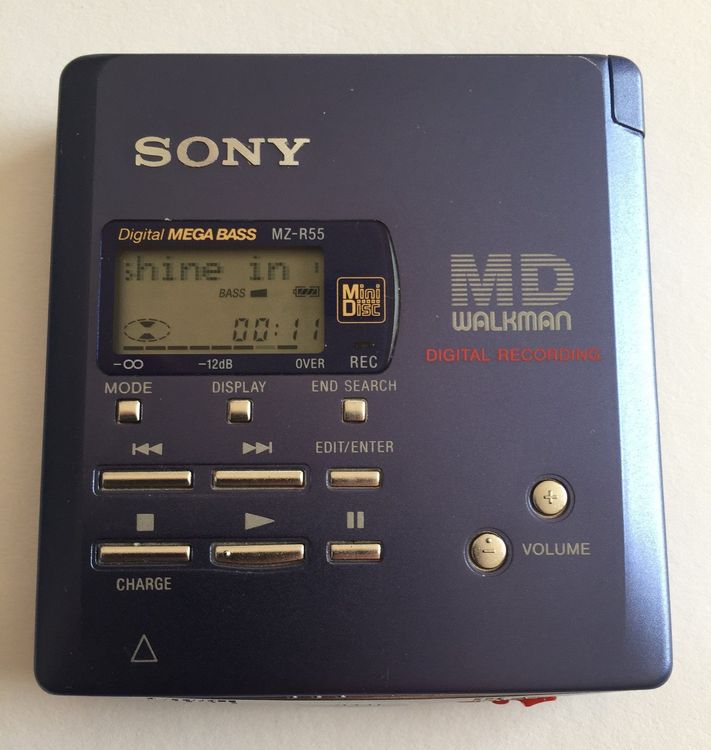 SONY
Digital MEGA BASS MZ-R55
shine in
BASS
00:11
Mini
Disc
-∞ -12dB OVER REC
MD
WALKMAN
DIGITAL RECORDING
MODE DISPLAY END SEARCH
EDIT/ENTER
+
-
VOLUME
CHARGE